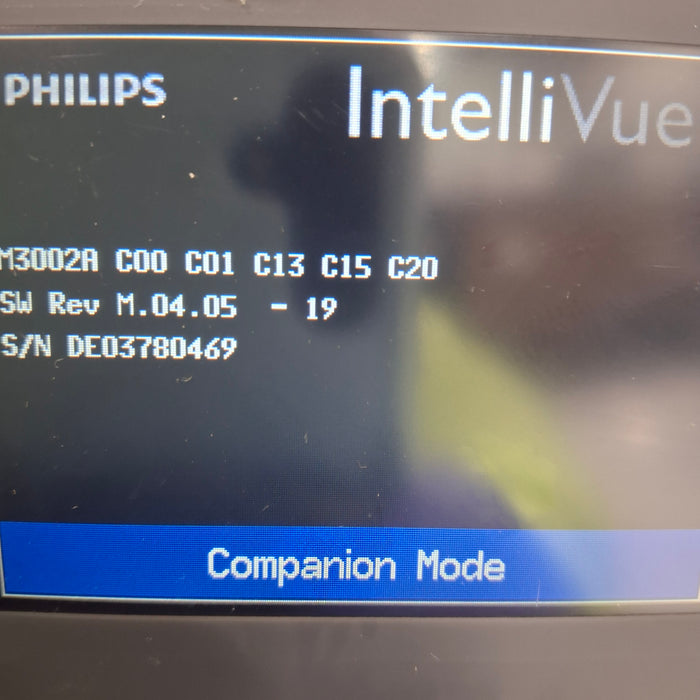 PHILIPS
IntelliVue
M3002A C00 C01 C13 C15 C20
SW Rev M.04.05 - 19
S/N DE03780469
Companion Mode